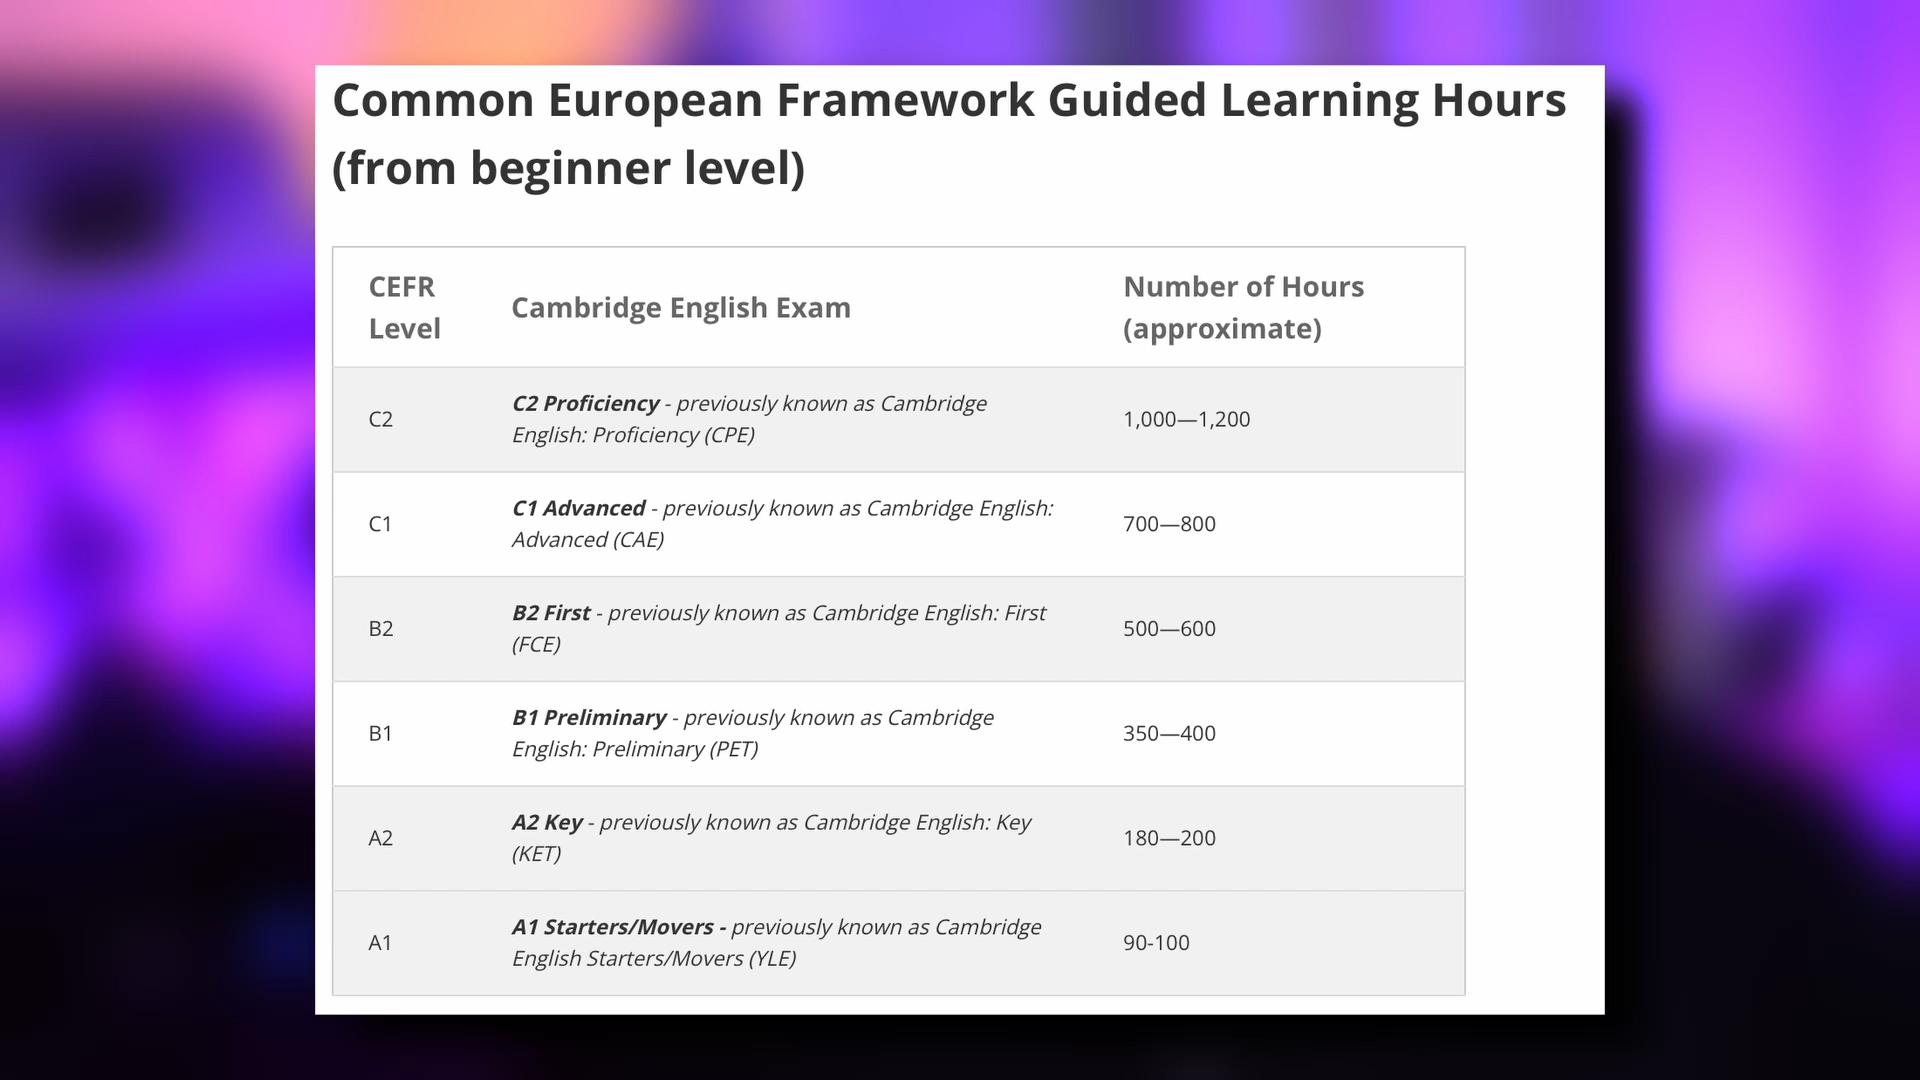 Common European Framework Guided Learning Hours
(from beginner level)
CEFR
Level
Cambridge English Exam
Number of Hours
(approximate)
C2
C2 Proficiency - previously known as Cambridge
English: Proficiency (CPE)
1,000—1,200
C1
C1 Advanced - previously known as Cambridge English:
Advanced (CAE)
700—800
B2
B2 First - previously known as Cambridge English: First
(FCE)
500—600
B1
B1 Preliminary - previously known as Cambridge
English: Preliminary (PET)
350—400
A2
A2 Key - previously known as Cambridge English: Key
(KET)
180—200
A1
A1 Starters/Movers - previously known as Cambridge
English Starters/Movers (YLE)
90-100